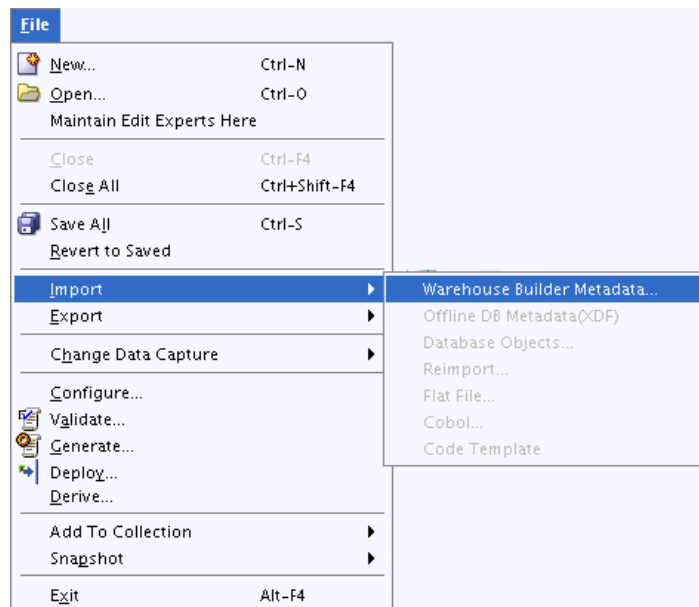 File
New... Ctrl-N
Open... Ctrl-O
Maintain Edit Experts Here
Close Ctrl-F4
Close All Ctrl+Shift-F4
Save All Ctrl-S
Revert to Saved
Import Warehouse Builder Metadata...
Export Offline DB Metadata(XDF)
Database Objects...
Change Data Capture
Reimport...
Configure... Flat File...
Validate... Cobol...
Generate... Code Template
Deploy...
Derive...
Add To Collection
Snapshot
Exit Alt-F4